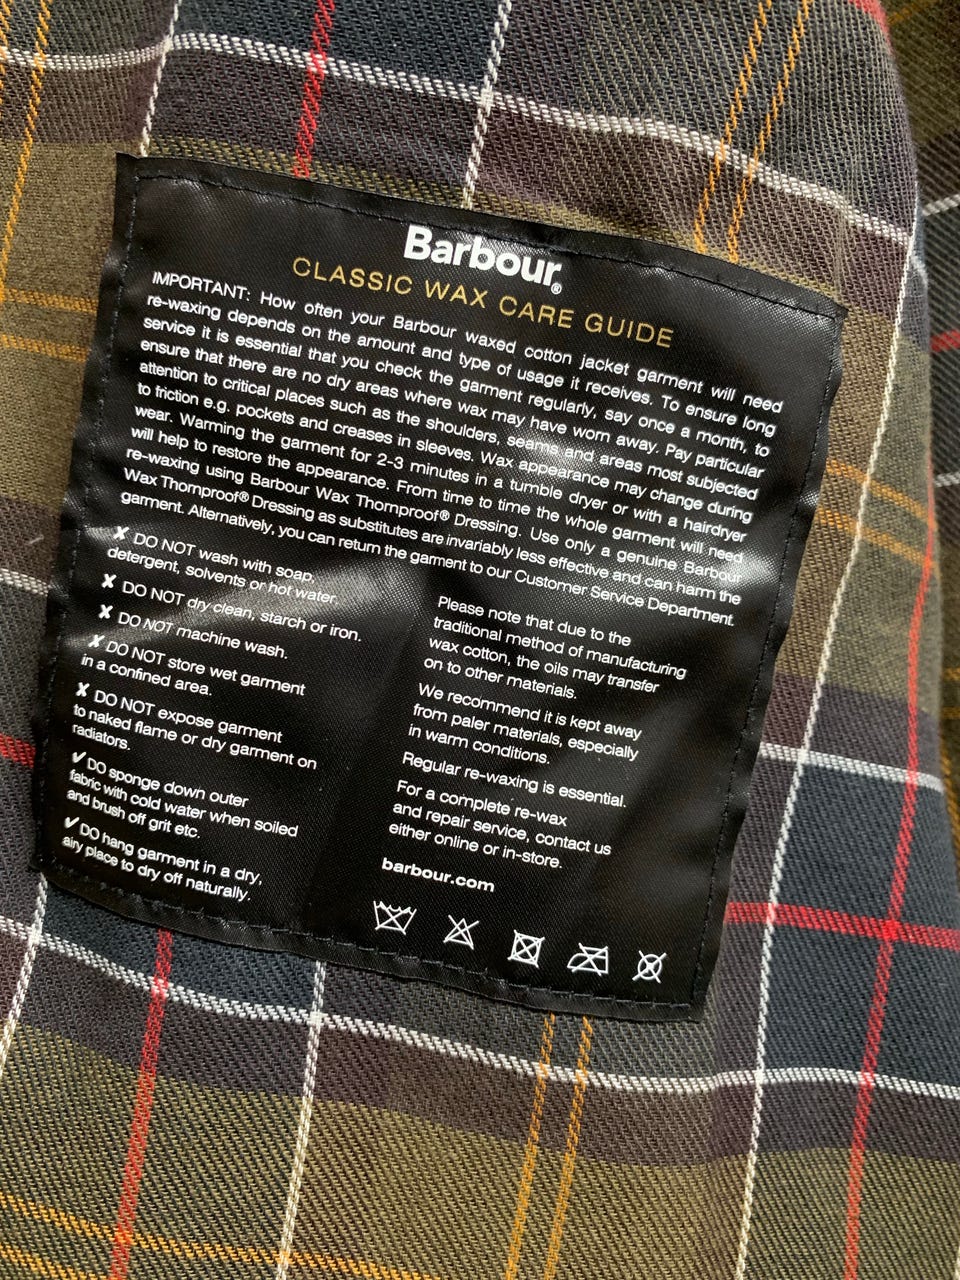 Barbour®
CLASSIC WAX CARE GUIDE
IMPORTANT: How often your Barbour waxed cotton jacket garment will need
re-waxing depends on the amount and type of usage it receives. To ensure long
service it is essential that you check the garment regularly, say once a month, to
ensure that there are no dry areas where wax may have worn away. Pay particular
attention to critical places such as the shoulders, seams and areas most subjected
to friction e.g. pockets and creases in sleeves. Wax appearance may change during
wear. Warming the garment for 2-3 minutes in a tumble dryer or with a hairdryer
will help to restore the appearance. From time to time the whole garment will need
re-waxing using Barbour Wax Thornproof® Dressing. Use only a genuine Barbour
Wax Thornproof® Dressing as substitutes are invariably less effective and can harm the
garment. Alternatively, you can return the garment to our Customer Service Department.
✘ DO NOT wash with soap,
detergent, solvents or hot water.
✘ DO NOT dry clean, starch or iron.
✘ DO NOT machine wash.
✘ DO NOT store wet garment
in a confined area.
✘ DO NOT expose garment
to naked flame or dry garment on
radiators.
✔ DO sponge down outer
fabric with cold water when soiled
and brush off grit etc.
✔ DO hang garment in a dry,
airy place to dry off naturally.
Please note that due to the
traditional method of manufacturing
wax cotton, the oils may transfer
on to other materials.
We recommend it is kept away
from paler materials, especially
in warm conditions.
Regular re-waxing is essential.
For a complete re-wax
and repair service, contact us
either online or in-store.
barbour.com